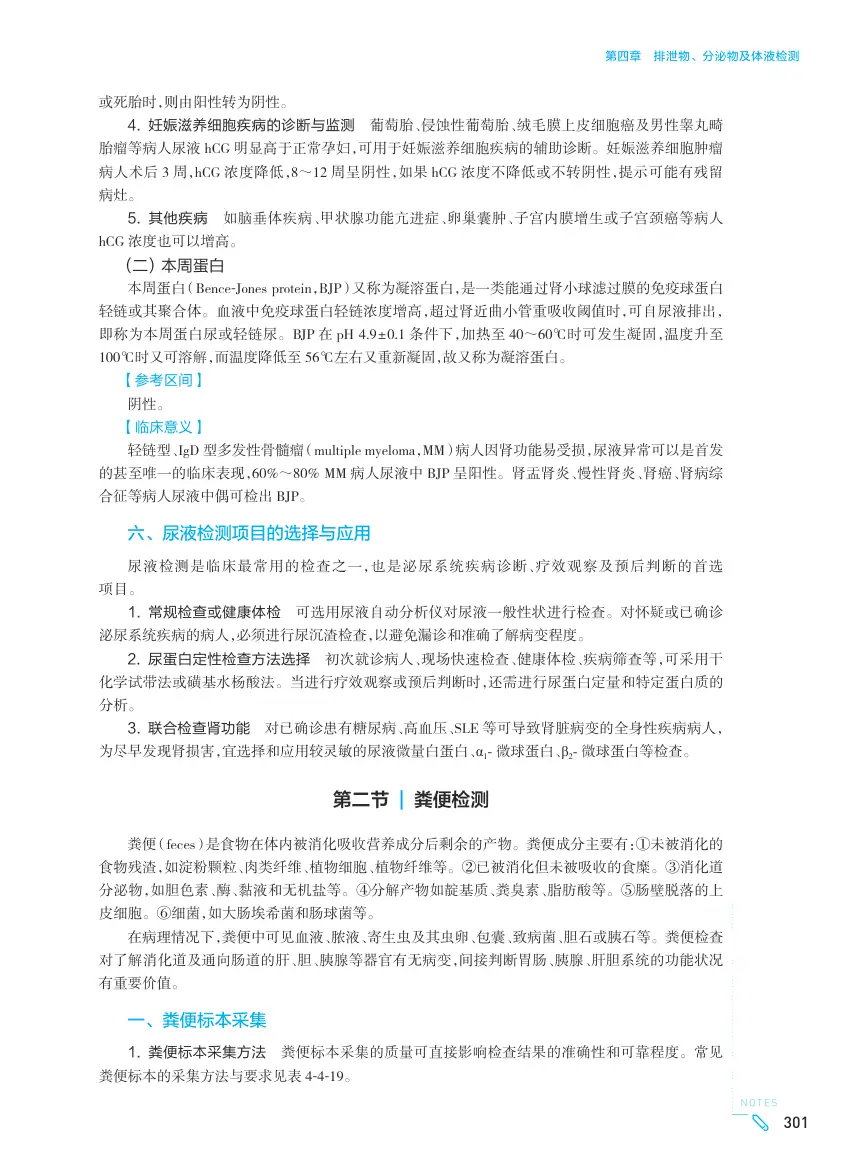 第四章　排泄物、分泌物及体液检测
或死胎时,则由阳性转为阴性。
4. 妊娠滋养细胞疾病的诊断与监测　葡萄胎、侵蚀性葡萄胎、绒毛膜上皮细胞癌及男性睾丸畸
胎瘤等病人尿液 hCG 明显高于正常孕妇,可用于妊娠滋养细胞疾病的辅助诊断。妊娠滋养细胞肿瘤
病人术后 3 周,hCG 浓度降低,8～12 周呈阴性,如果 hCG 浓度不降低或不转阴性,提示可能有残留
病灶。
5. 其他疾病　如脑垂体疾病、甲状腺功能亢进症、卵巢囊肿、子宫内膜增生或子宫颈癌等病人
hCG 浓度也可以增高。
（二）本周蛋白
本周蛋白（Bence-Jones protein,BJP）又称为凝溶蛋白,是一类能通过肾小球滤过膜的免疫球蛋白
轻链或其聚合体。血液中免疫球蛋白轻链浓度增高,超过肾近曲小管重吸收阈值时,可自尿液排出,
即称为本周蛋白尿或轻链尿。BJP 在 pH 4.9±0.1 条件下,加热至 40～60℃时可发生凝固,温度升至
100℃时又可溶解,而温度降低至 56℃左右又重新凝固,故又称为凝溶蛋白。
【参考区间】
阴性。
【临床意义】
轻链型、IgD 型多发性骨髓瘤（multiple myeloma,MM）病人因肾功能易受损,尿液异常可以是首发
的甚至唯一的临床表现,60%～80% MM 病人尿液中 BJP 呈阳性。肾盂肾炎、慢性肾炎、肾癌、肾病综
合征等病人尿液中偶可检出 BJP。
六、尿液检测项目的选择与应用
尿液检测是临床最常用的检查之一,也是泌尿系统疾病诊断、疗效观察及预后判断的首选
项目。
1. 常规检查或健康体检　可选用尿液自动分析仪对尿液一般性状进行检查。对怀疑或已确诊
泌尿系统疾病的病人,必须进行尿沉渣检查,以避免漏诊和准确了解病变程度。
2. 尿蛋白定性检查方法选择　初次就诊病人、现场快速检查、健康体检、疾病筛查等,可采用干
化学试带法或磺基水杨酸法。当进行疗效观察或预后判断时,还需进行尿蛋白定量和特定蛋白质的
分析。
3. 联合检查肾功能　对已确诊患有糖尿病、高血压、SLE 等可导致肾脏病变的全身性疾病病人,
为尽早发现肾损害,宜选择和应用较灵敏的尿液微量白蛋白、α₁- 微球蛋白、β₂- 微球蛋白等检查。
第二节 | 粪便检测
粪便（feces）是食物在体内被消化吸收营养成分后剩余的产物。粪便成分主要有:①未被消化的
食物残渣,如淀粉颗粒、肉类纤维、植物细胞、植物纤维等。②已被消化但未被吸收的食糜。③消化道
分泌物,如胆色素、酶、黏液和无机盐等。④分解产物如靛基质、粪臭素、脂肪酸等。⑤肠壁脱落的上
皮细胞。⑥细菌,如大肠埃希菌和肠球菌等。
在病理情况下,粪便中可见血液、脓液、寄生虫及其虫卵、包囊、致病菌、胆石或胰石等。粪便检查
对了解消化道及通向肠道的肝、胆、胰腺等器官有无病变,间接判断胃肠、胰腺、肝胆系统的功能状况
有重要价值。
一、粪便标本采集
1. 粪便标本采集方法　粪便标本采集的质量可直接影响检查结果的准确性和可靠程度。常见
粪便标本的采集方法与要求见表 4-4-19。
NOTES
301